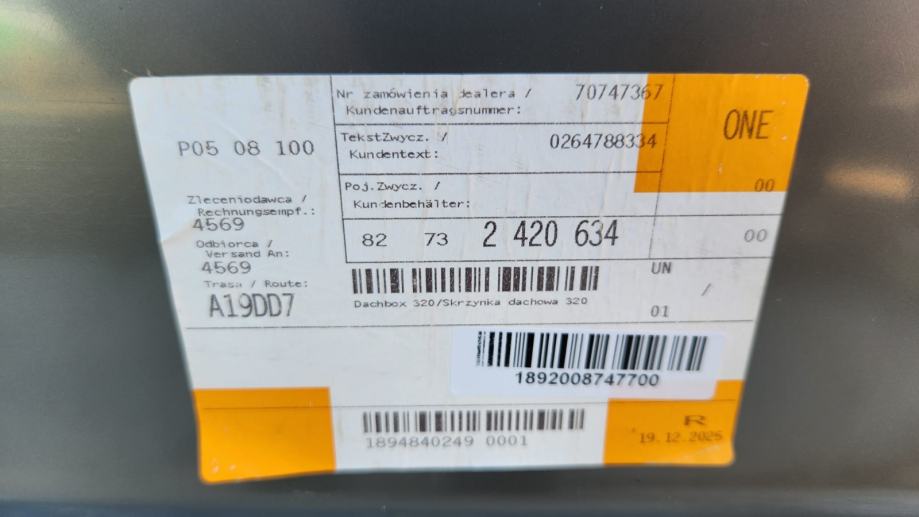 P05 08 100
Zleceniodawca /
Rechnungsempf.:
4569
Odbiorca /
Versand An:
4569
Trasa / Route:
A19DD7
Nr zamówienia dealera /
Kundenauftragsnummer:
70747367
TekstZwycz. /
Kundentext:
0264788334
Poj.Zwycz. /
Kundenbehälter:
82 73 2 420 634
Dachbox 320/Skrzynka dachowa 320
ONE
00
00
UN
/
01
1892008747700
1894840249 0001
R
19.12.2025